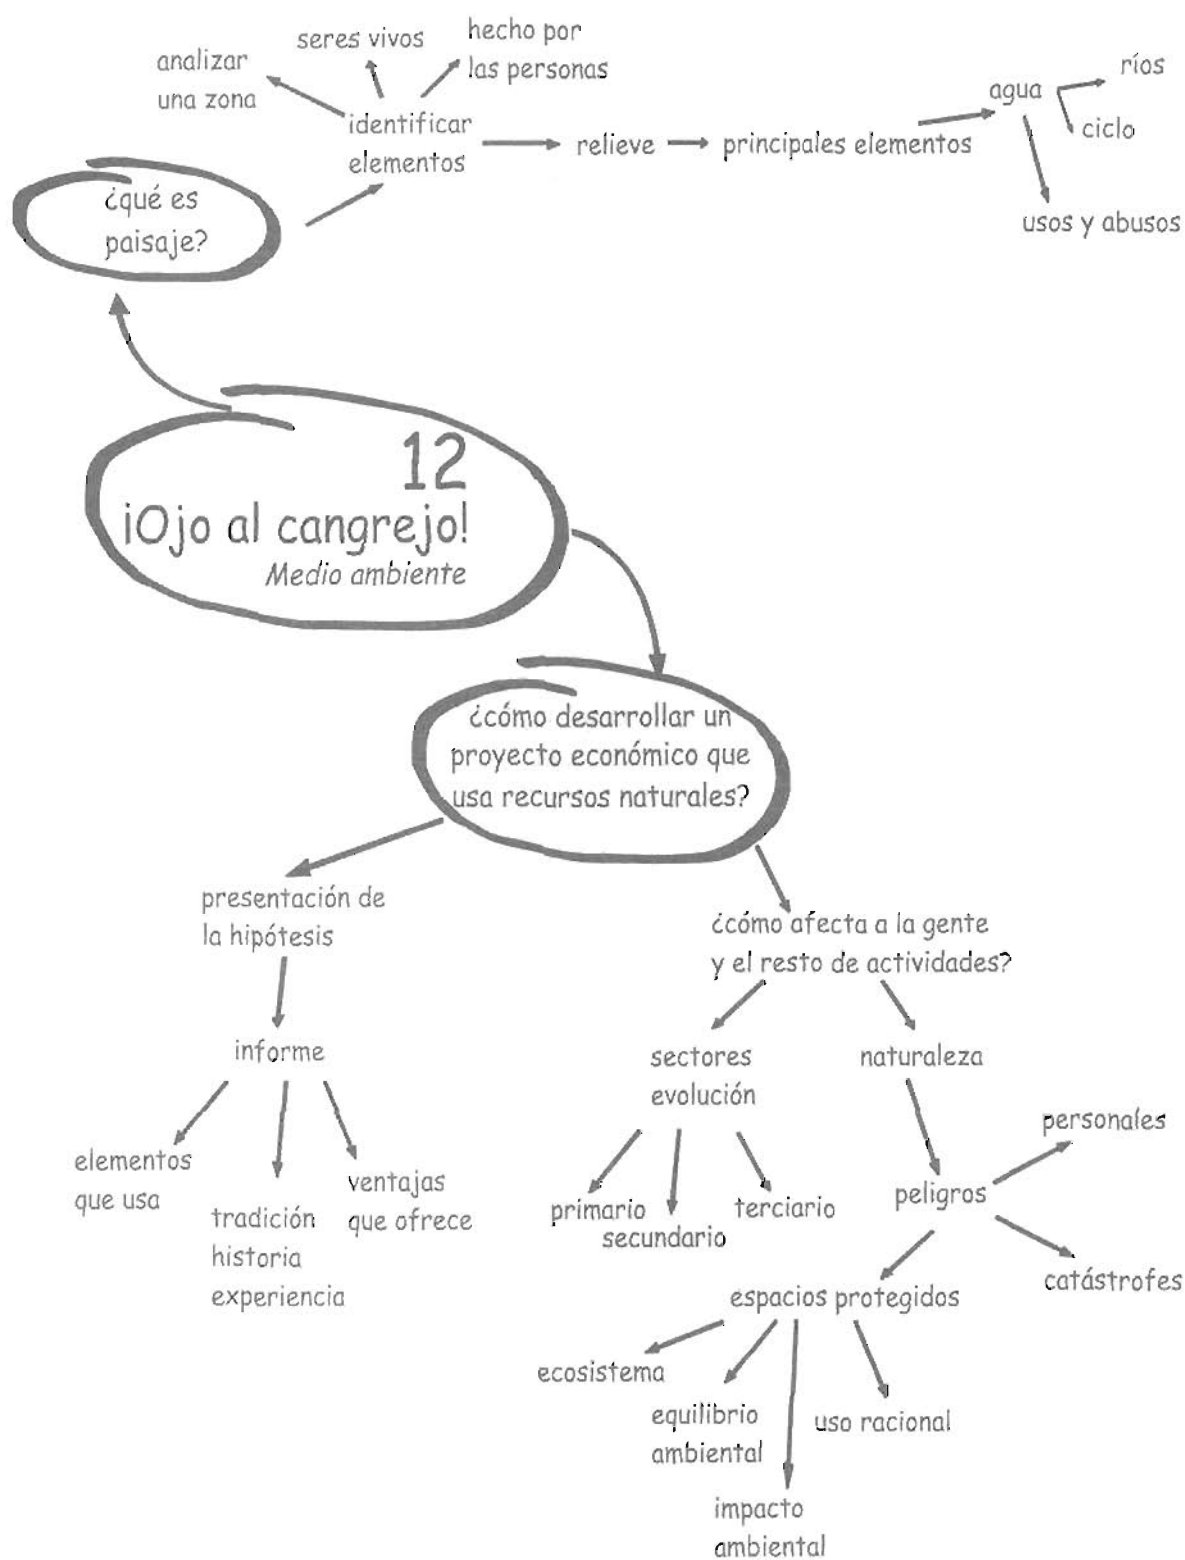 seres vivos
hecho por
las personas
analizar
una zona
identificar
elementos
relieve
principales elementos
agua
ríos
ciclo
usos y abusos
¿qué es
paisaje?
12
¡Ojo al cangrejo!
Medio ambiente
¿cómo desarrollar un
proyecto económico que
usa recursos naturales?
presentación de
la hipótesis
informe
elementos
que usa
tradición
historia
experiencia
ventajas
que ofrece
¿cómo afecta a la gente
y el resto de actividades?
sectores
evolución
primario
secundario
terciario
naturaleza
peligros
personales
catástrofes
espacios protegidos
ecosistema
equilibrio
ambiental
impacto
ambiental
uso racional